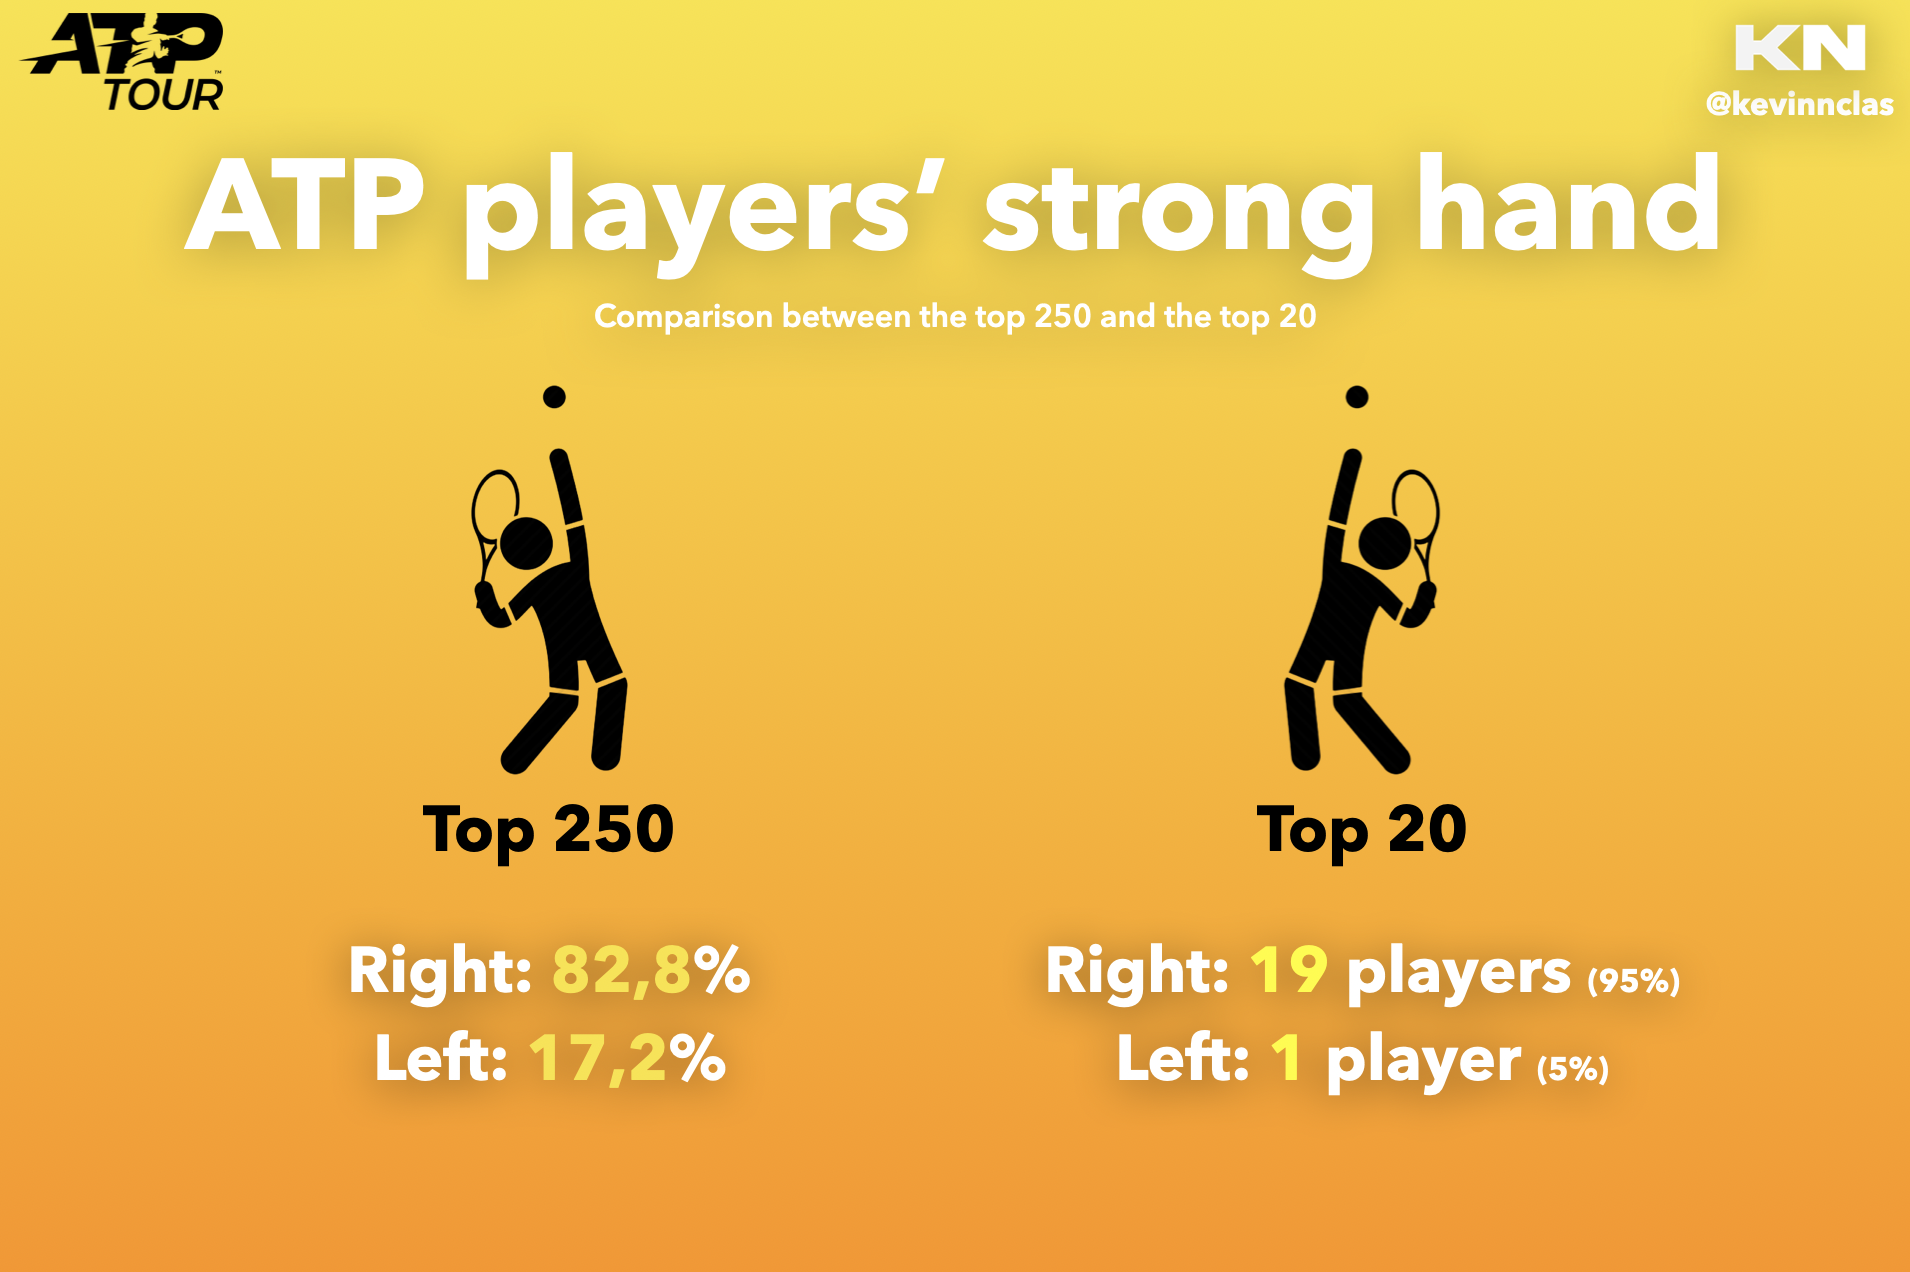 ATP
TOUR
™
KN
@kevinnclas
ATP players’ strong hand
Comparison between the top 250 and the top 20
Top 250
Right: 82,8%
Left: 17,2%
Top 20
Right: 19 players (95%)
Left: 1 player (5%)